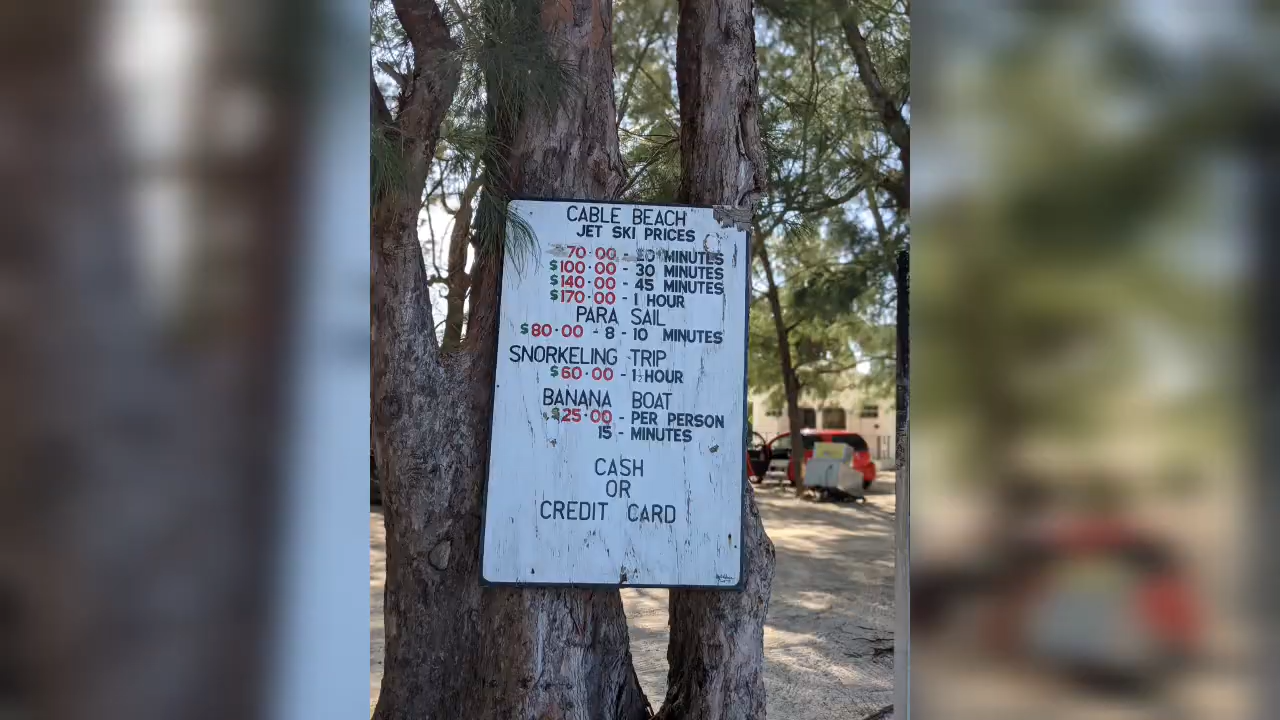 CABLE BEACH
JET SKI PRICES
70.00 - MINUTES
$100.00 - 30 MINUTES
$140.00 - 45 MINUTES
$170.00 - 1 HOUR
PARA SAIL
$80.00 - 8 - 10 MINUTES
SNORKELING TRIP
$60.00 - 1½ HOUR
BANANA BOAT
$25.00 - PER PERSON
15 - MINUTES
CASH
OR
CREDIT CARD